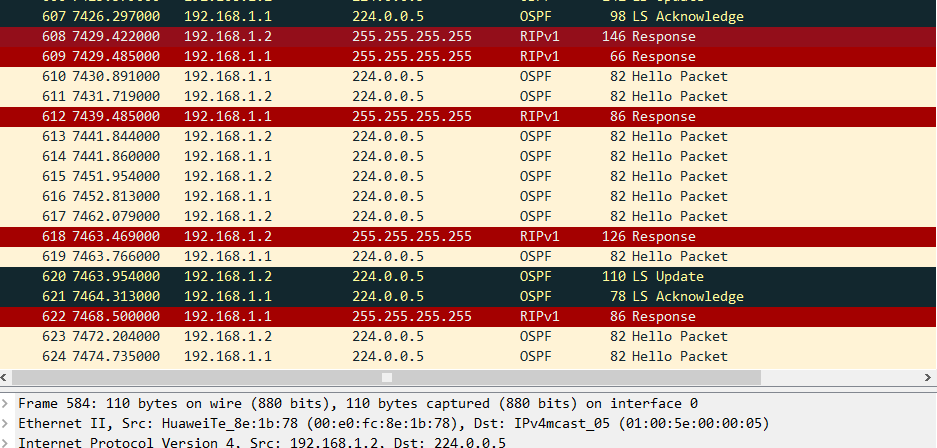 607 7426.297000 192.168.1.1 224.0.0.5 OSPF 98 LS Acknowledge
608 7429.422000 192.168.1.2 255.255.255.255 RIPv1 146 Response
609 7429.485000 192.168.1.1 255.255.255.255 RIPv1 66 Response
610 7430.891000 192.168.1.1 224.0.0.5 OSPF 82 Hello Packet
611 7431.719000 192.168.1.2 224.0.0.5 OSPF 82 Hello Packet
612 7439.485000 192.168.1.1 255.255.255.255 RIPv1 86 Response
613 7441.844000 192.168.1.2 224.0.0.5 OSPF 82 Hello Packet
614 7441.860000 192.168.1.1 224.0.0.5 OSPF 82 Hello Packet
615 7451.954000 192.168.1.2 224.0.0.5 OSPF 82 Hello Packet
616 7452.813000 192.168.1.1 224.0.0.5 OSPF 82 Hello Packet
617 7462.079000 192.168.1.2 224.0.0.5 OSPF 82 Hello Packet
618 7463.469000 192.168.1.2 255.255.255.255 RIPv1 126 Response
619 7463.766000 192.168.1.1 224.0.0.5 OSPF 82 Hello Packet
620 7463.954000 192.168.1.2 224.0.0.5 OSPF 110 LS Update
621 7464.313000 192.168.1.1 224.0.0.5 OSPF 78 LS Acknowledge
622 7468.500000 192.168.1.1 255.255.255.255 RIPv1 86 Response
623 7472.204000 192.168.1.2 224.0.0.5 OSPF 82 Hello Packet
624 7474.735000 192.168.1.1 224.0.0.5 OSPF 82 Hello Packet
Frame 584: 110 bytes on wire (880 bits), 110 bytes captured (880 bits) on interface 0
Ethernet II, Src: HuaweiTe_8e:1b:78 (00:e0:fc:8e:1b:78), Dst: IPv4mcast_05 (01:00:5e:00:00:05)
Internet Protocol Version 4, Src: 192.168.1.2, Dst: 224.0.0.5